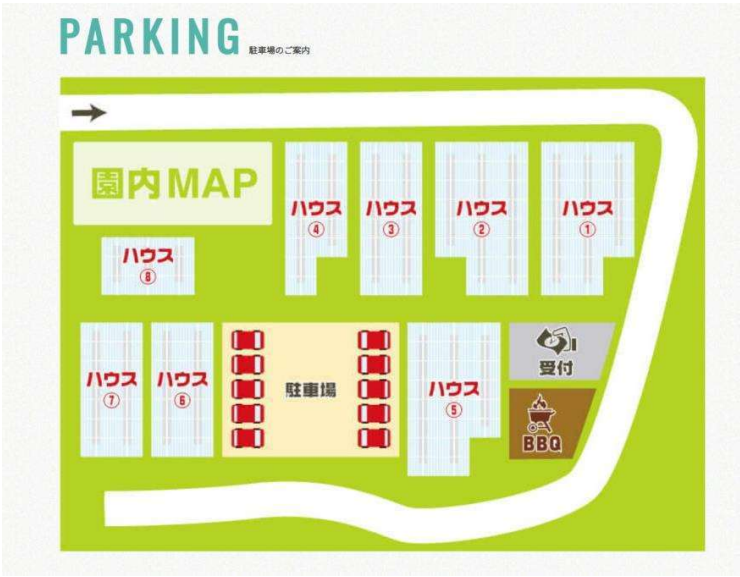 PARKING 駐車場のご案内
→
園内MAP
ハウス
④
ハウス
③
ハウス
②
ハウス
①
ハウス
⑧
ハウス
⑦
ハウス
⑥
駐車場
ハウス
⑤
受付
BBQ